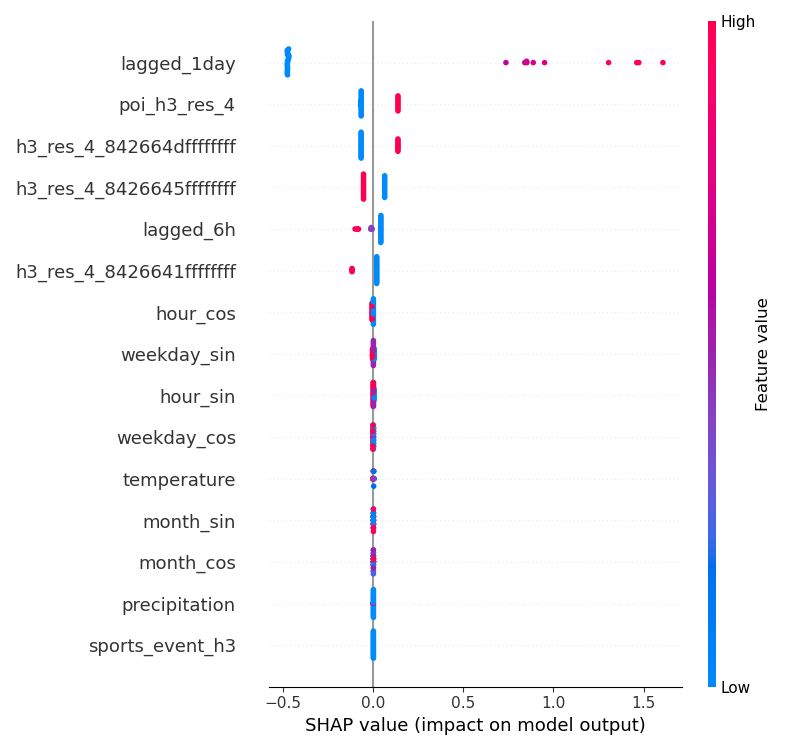 High
lagged_1day
poi_h3_res_4
h3_res_4_842664dffffffff
h3_res_4_8426645ffffffff
lagged_6h
h3_res_4_8426641ffffffff
hour_cos
weekday_sin
hour_sin
weekday_cos
temperature
month_sin
month_cos
precipitation
sports_event_h3
Feature value
Low
−0.5 0.0 0.5 1.0 1.5
SHAP value (impact on model output)